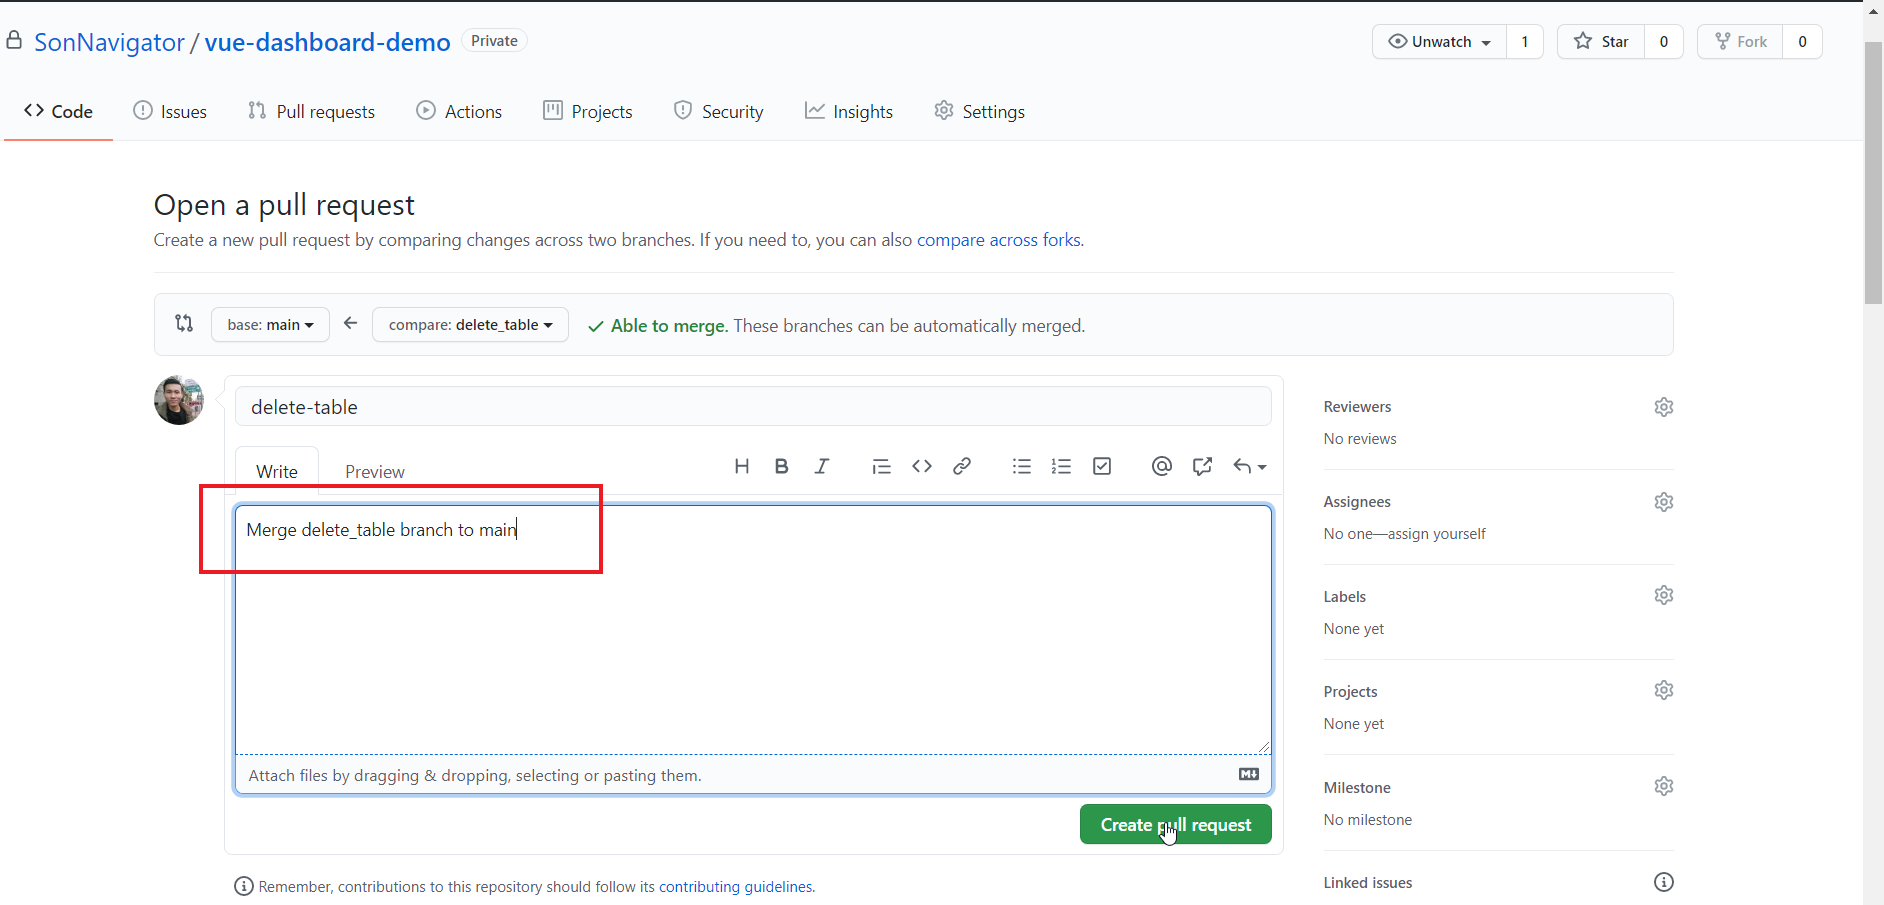 SonNavigator / vue-dashboard-demo Private Unwatch 1 Star 0 Fork 0
Code Issues Pull requests Actions Projects Security Insights Settings
Open a pull request
Create a new pull request by comparing changes across two branches. If you need to, you can also compare across forks.
base: main compare: delete_table Able to merge. These branches can be automatically merged.
delete-table
Write Preview
Merge delete_table branch to main
Attach files by dragging & dropping, selecting or pasting them.
Create pull request
Remember, contributions to this repository should follow its contributing guidelines.
Reviewers
No reviews
Assignees
No one—assign yourself
Labels
None yet
Projects
None yet
Milestone
No milestone
Linked issues